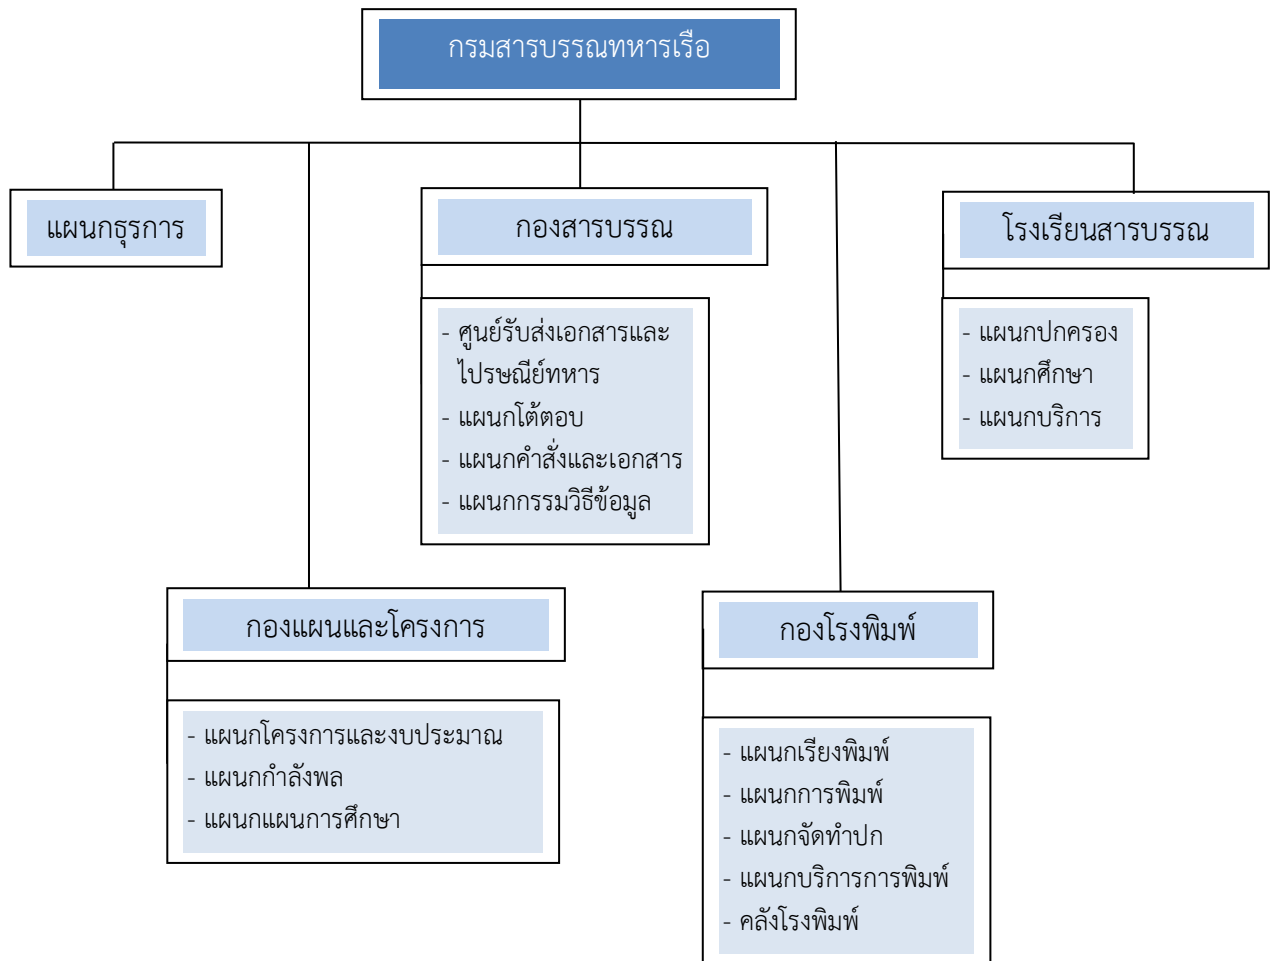 กรมสารบรรณทหารเรือ
แผนกธุรการ
กองสารบรรณ
โรงเรียนสารบรรณ
- ศูนย์รับส่งเอกสารและ
ไปรษณีย์ทหาร
- แผนกโต้ตอบ
- แผนกคำสั่งและเอกสาร
- แผนกกรรมวิธีข้อมูล
- แผนกปกครอง
- แผนกศึกษา
- แผนกบริการ
กองแผนและโครงการ
- แผนกโครงการและงบประมาณ
- แผนกกำลังพล
- แผนกแผนการศึกษา
กองโรงพิมพ์
- แผนกเรียงพิมพ์
- แผนกการพิมพ์
- แผนกจัดทำปก
- แผนกบริการการพิมพ์
- คลังโรงพิมพ์